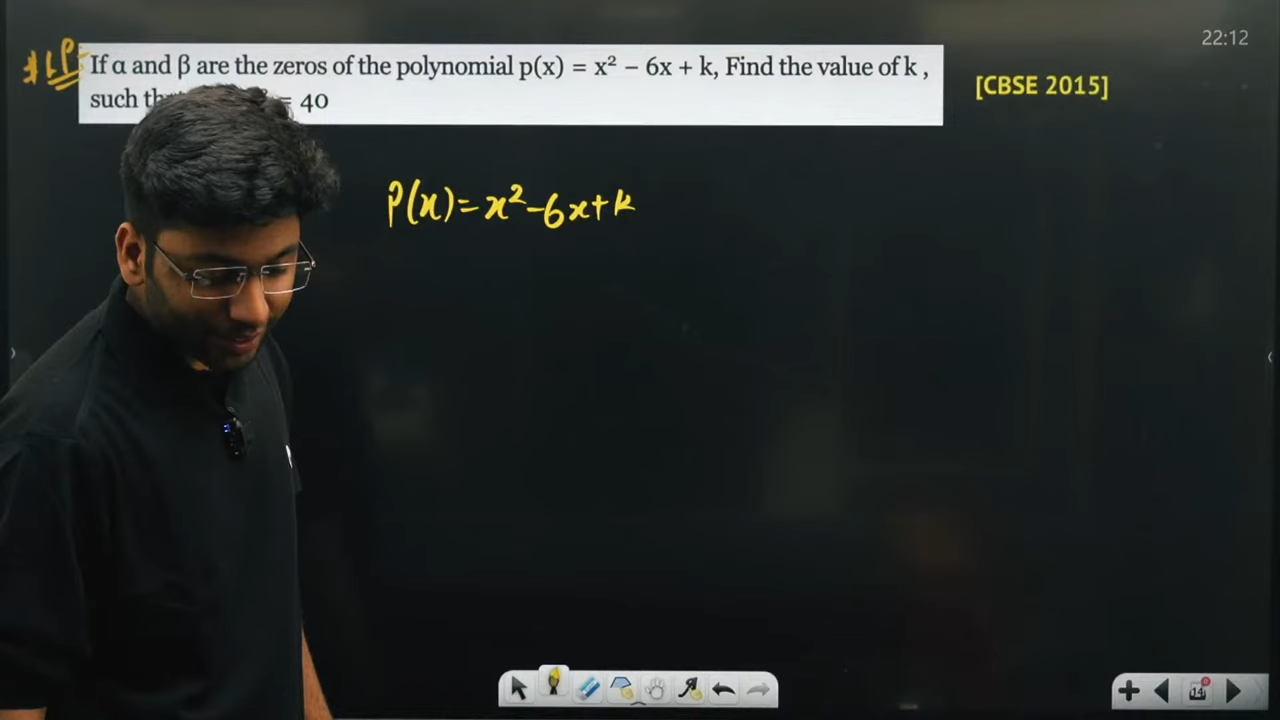 22:12
#LP:
If α and β are the zeros of the polynomial p(x) = x² − 6x + k, Find the value of k ,
such = 40
[CBSE 2015]
P(x)=x²-6x+k
14